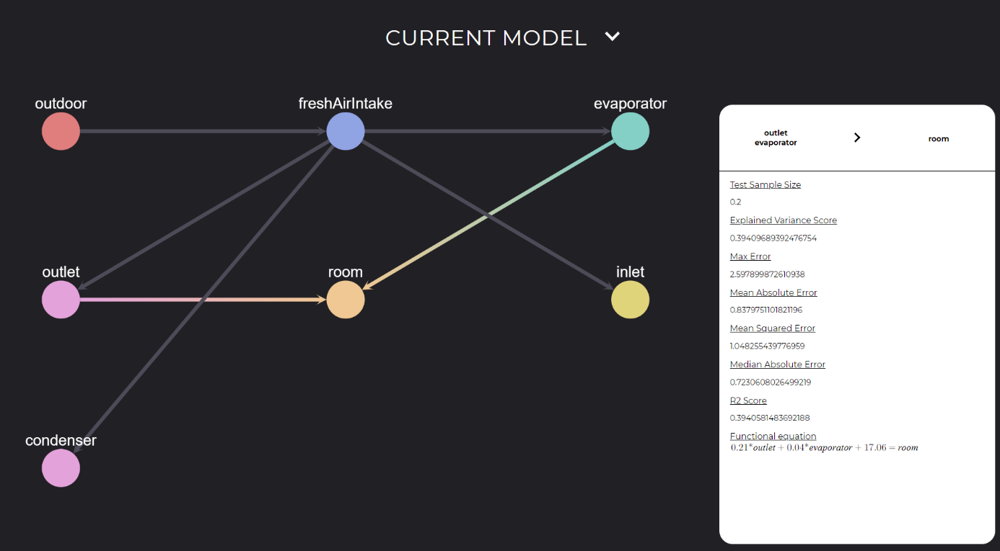 CURRENT MODEL
outdoor
freshAirIntake
evaporator
outlet
room
inlet
condenser
outlet
evaporator
room
Test Sample Size
0.2
Explained Variance Score
0.39409689392476754
Max Error
2.597899872610938
Mean Absolute Error
0.8379751101821196
Mean Squared Error
1.048255439776959
Median Absolute Error
0.7230608026499219
R2 Score
0.3940581483692188
Functional equation
0.21*outlet + 0.04*evaporator + 17.06 = room